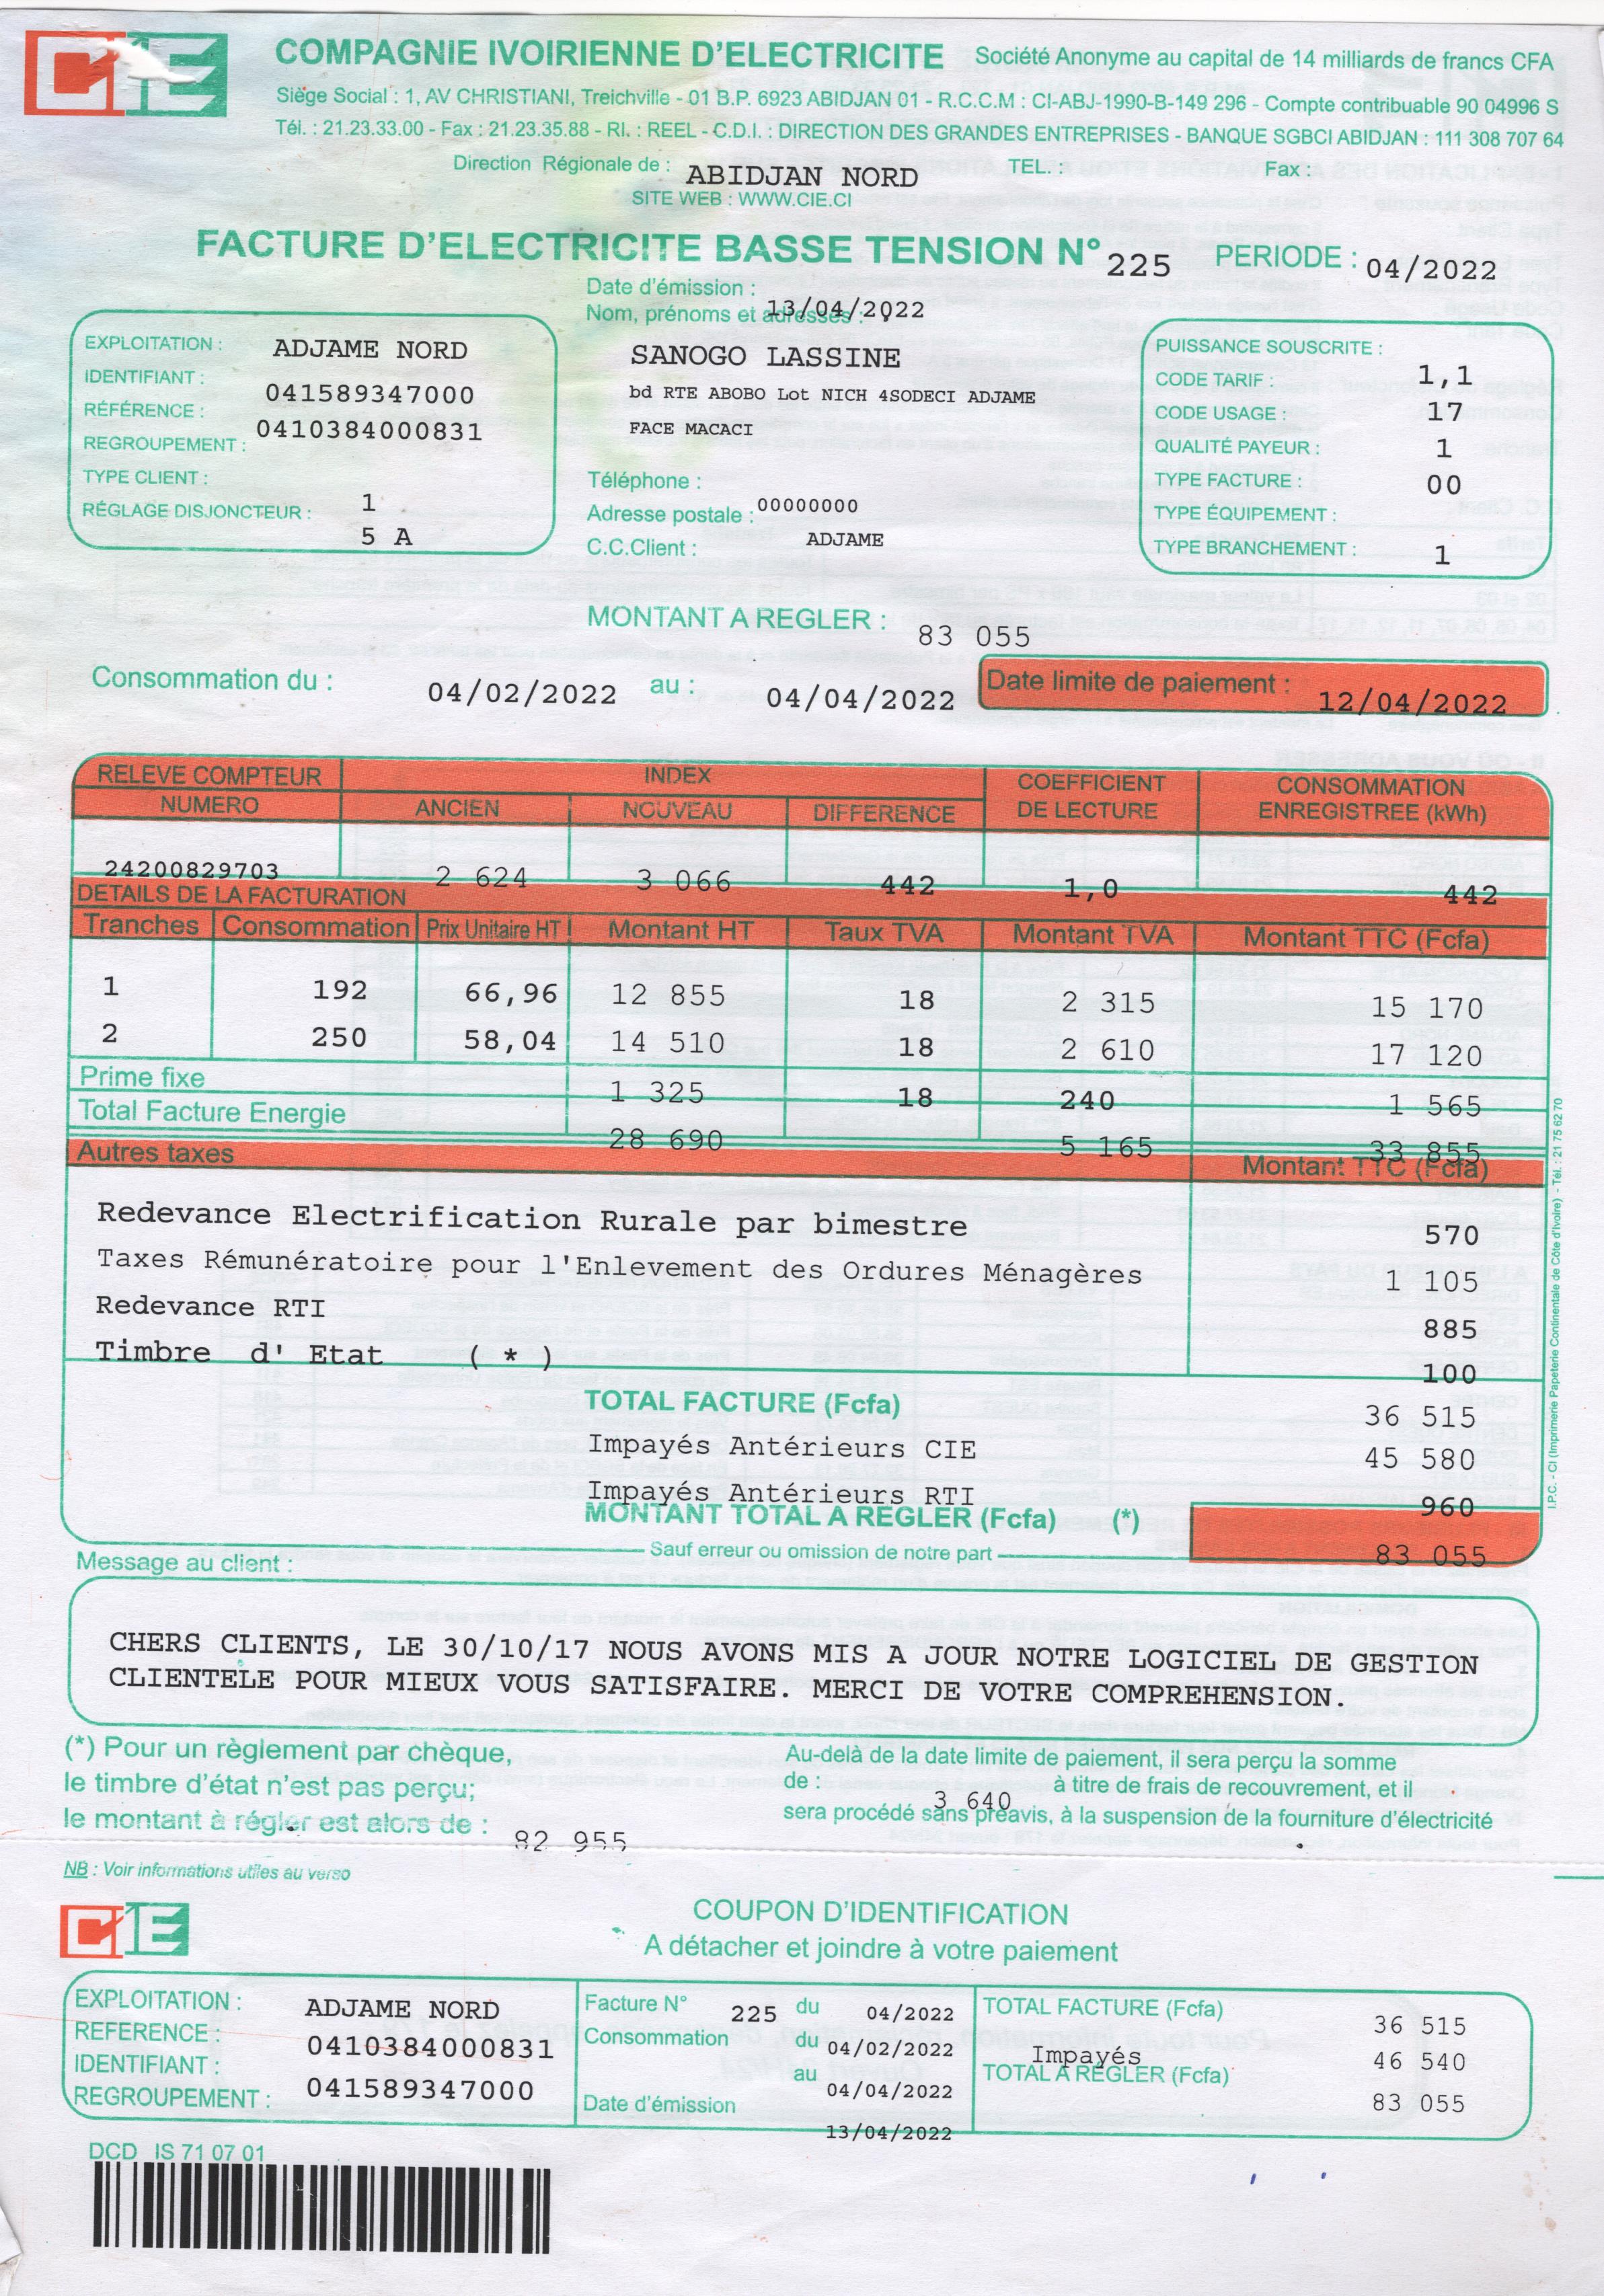 CIE
COMPAGNIE IVOIRIENNE D'ELECTRICITE Société Anonyme au capital de 14 milliards de francs CFA
Siége Social : 1, AV CHRISTIANI, Treichville - 01 B.P. 6923 ABIDJAN 01 - R.C.C.M : CI-ABJ-1990-B-149 296 - Compte contribuable 90 04996 S
Tél. : 21.23.33.00 - Fax : 21.23.35.88 - RI. : REEL - C.D.I. : DIRECTION DES GRANDES ENTREPRISES - BANQUE SGBCI ABIDJAN : 111 308 707 64
Direction Régionale de : ABIDJAN NORD TEL. : Fax :
SITE WEB : WWW.CIE.CI
FACTURE D'ELECTRICITE BASSE TENSION N° 225 PERIODE : 04/2022
Date d'émission : 13/04/2022
Nom, prénoms et adresses :
EXPLOITATION : ADJAME NORD
IDENTIFIANT : 041589347000
RÉFÉRENCE : 0410384000831
REGROUPEMENT :
TYPE CLIENT : 1
RÉGLAGE DISJONCTEUR : 5 A
SANOGO LASSINE
bd RTE ABOBO Lot NICH 4SODECI ADJAME
FACE MACACI
Téléphone : 00000000
Adresse postale : ADJAME
C.C.Client :
PUISSANCE SOUSCRITE : 1,1
CODE TARIF : 17
CODE USAGE : 1
QUALITÉ PAYEUR : 00
TYPE FACTURE :
TYPE ÉQUIPEMENT :
TYPE BRANCHEMENT : 1
MONTANT A REGLER : 83 055
Consommation du : 04/02/2022 au : 04/04/2022 Date limite de paiement : 12/04/2022
RELEVE COMPTEUR INDEX COEFFICIENT CONSOMMATION
NUMERO ANCIEN NOUVEAU DIFFERENCE DE LECTURE ENREGISTREE (kWh)
24200829703 2 624 3 066 442 1,0 442
DETAILS DE LA FACTURATION
Tranches Consommation Prix Unitaire HT Montant HT Taux TVA Montant TVA Montant TTC (Fcfa)
1 192 66,96 12 855 18 2 315 15 170
2 250 58,04 14 510 18 2 610 17 120
Prime fixe 1 325 18 240 1 565
Total Facture Energie 28 690 5 165 33 855
Autres taxes Montant TTC (Fcfa)
Redevance Electrification Rurale par bimestre 570
Taxes Rémunératoire pour l'Enlevement des Ordures Ménagères 1 105
Redevance RTI 885
Timbre d' Etat ( * ) 100
TOTAL FACTURE (Fcfa) 36 515
Impayés Antérieurs CIE 45 580
Impayés Antérieurs RTI 960
MONTANT TOTAL A REGLER (Fcfa) (*) 83 055
Sauf erreur ou omission de notre part
I.P.C. - CI (Imprimerie Papeterie Continentale de Côte d'Ivoire) - Tél. : 21 75 62 70
Message au client :
CHERS CLIENTS, LE 30/10/17 NOUS AVONS MIS A JOUR NOTRE LOGICIEL DE GESTION
CLIENTELE POUR MIEUX VOUS SATISFAIRE. MERCI DE VOTRE COMPREHENSION.
(*) Pour un règlement par chèque,
le timbre d'état n'est pas perçu;
le montant à régler est alors de : 82 955
Au-delà de la date limite de paiement, il sera perçu la somme
de : 3 640 à titre de frais de recouvrement, et il
sera procédé sans préavis, à la suspension de la fourniture d'électricité
NB : Voir informations utiles au verso
CIE
COUPON D'IDENTIFICATION
A détacher et joindre à votre paiement
EXPLOITATION : ADJAME NORD
REFERENCE : 0410384000831
IDENTIFIANT : 041589347000
REGROUPEMENT :
Facture N° 225 du 04/2022
Consommation du 04/02/2022
au 04/04/2022
Date d'émission 13/04/2022
TOTAL FACTURE (Fcfa) 36 515
Impayés 46 540
TOTAL A REGLER (Fcfa) 83 055
DCD IS 71 07 01